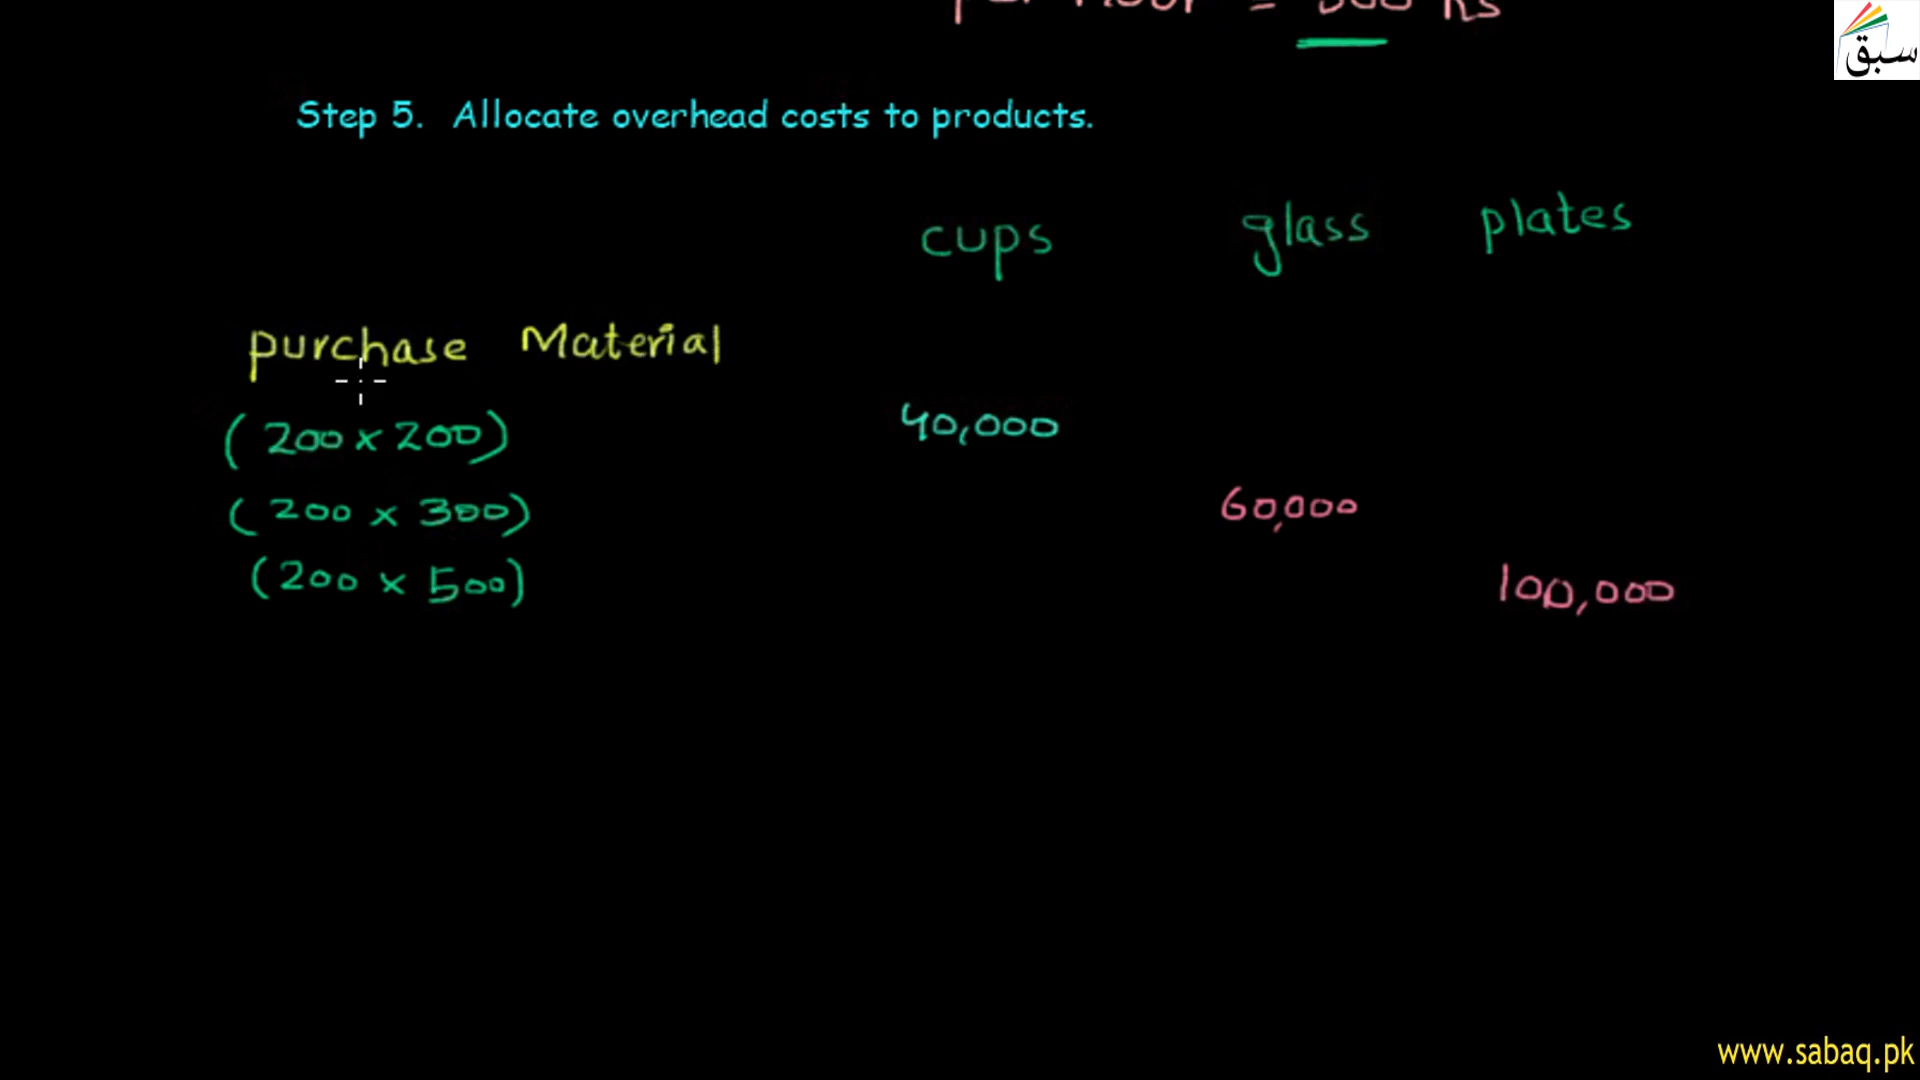 سبق
Step 5. Allocate overhead costs to products.
cups glass plates
purchase Material
(200 x 200) 40,000
(200 x 300) 60,000
(200 x 500) 100,000
www.sabaq.pk